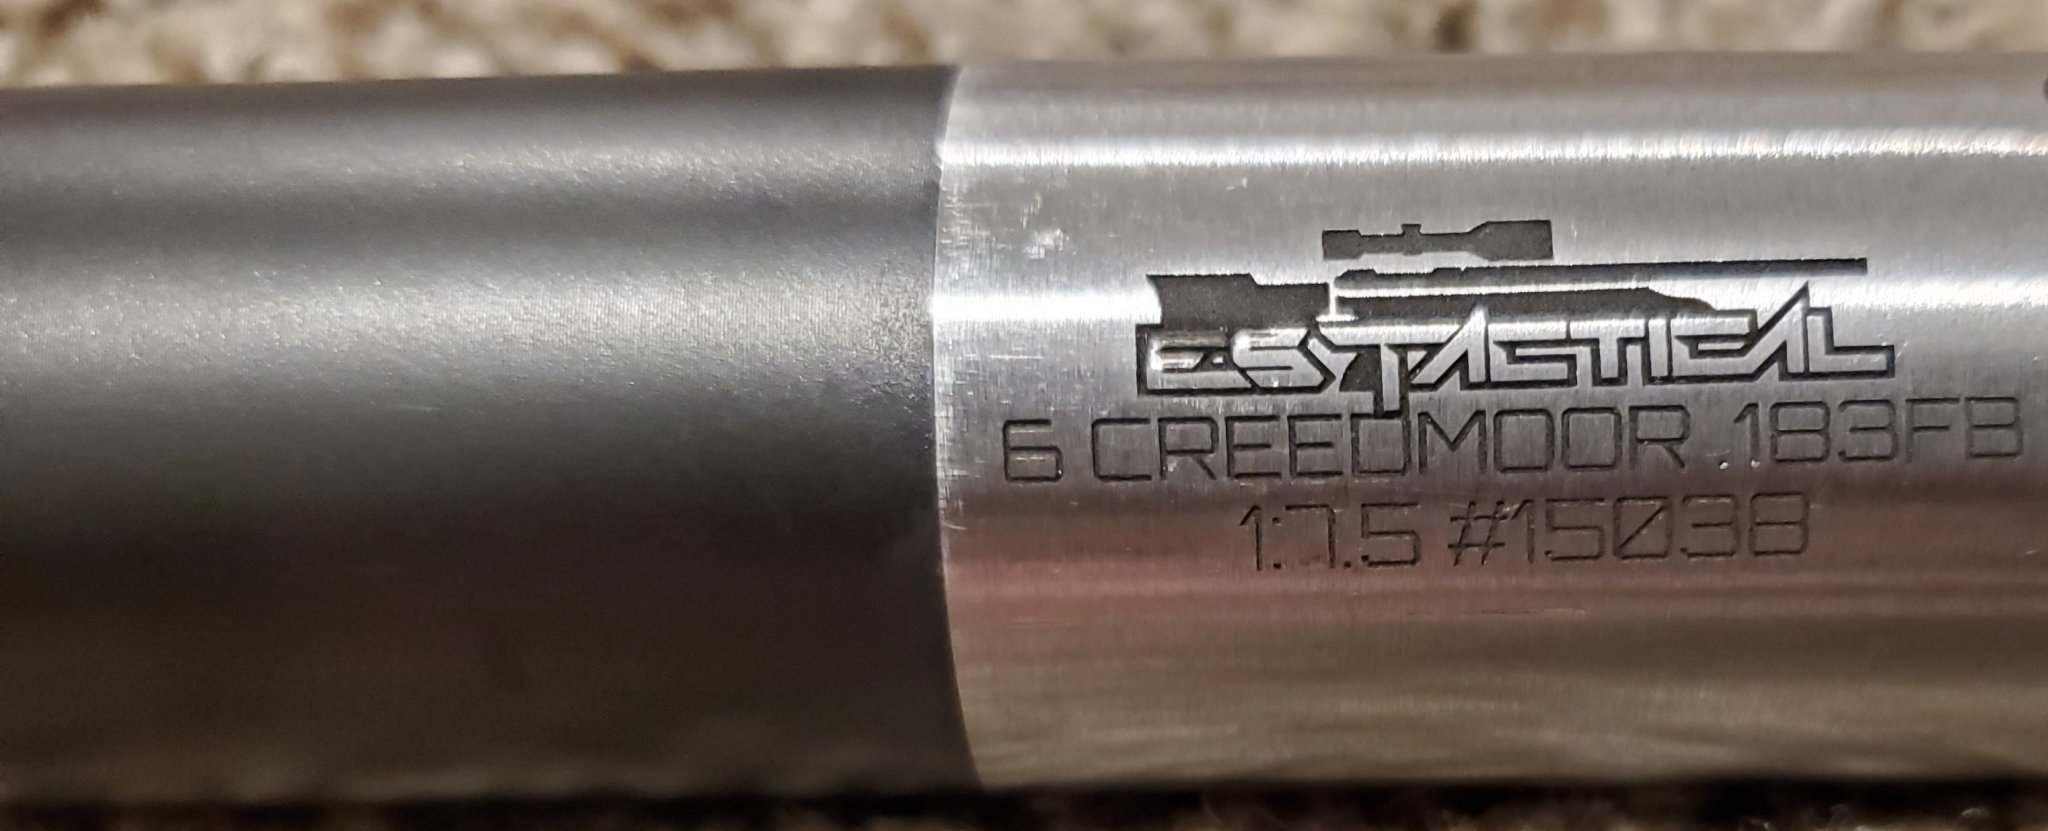 ES TACTICAL
6 CREEDMOOR .183FB
1:7.5 #15038